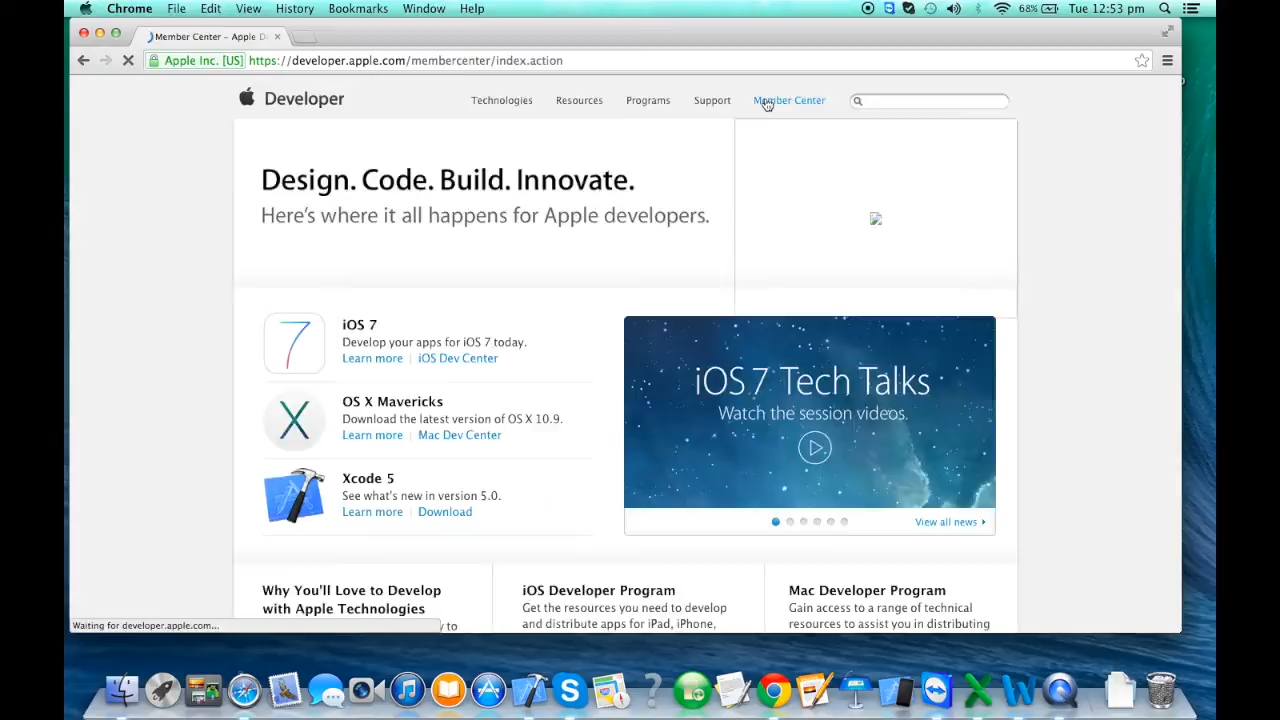 Chrome File Edit View History Bookmarks Window Help 68% Tue 12:53 pm
Member Center – Apple D
Apple Inc. [US] https://developer.apple.com/membercenter/index.action
Developer Technologies Resources Programs Support Member Center
Design. Code. Build. Innovate.
Here's where it all happens for Apple developers.
7
iOS 7
Develop your apps for iOS 7 today.
Learn more | iOS Dev Center
X
OS X Mavericks
Download the latest version of OS X 10.9.
Learn more | Mac Dev Center
Xcode 5
See what's new in version 5.0.
Learn more | Download
iOS 7 Tech Talks
Watch the session videos.
View all news
Why You'll Love to Develop
with Apple Technologies
iOS Developer Program
Get the resources you need to develop
and distribute apps for iPad, iPhone,
Mac Developer Program
Gain access to a range of technical
resources to assist you in distributing
Waiting for developer.apple.com...